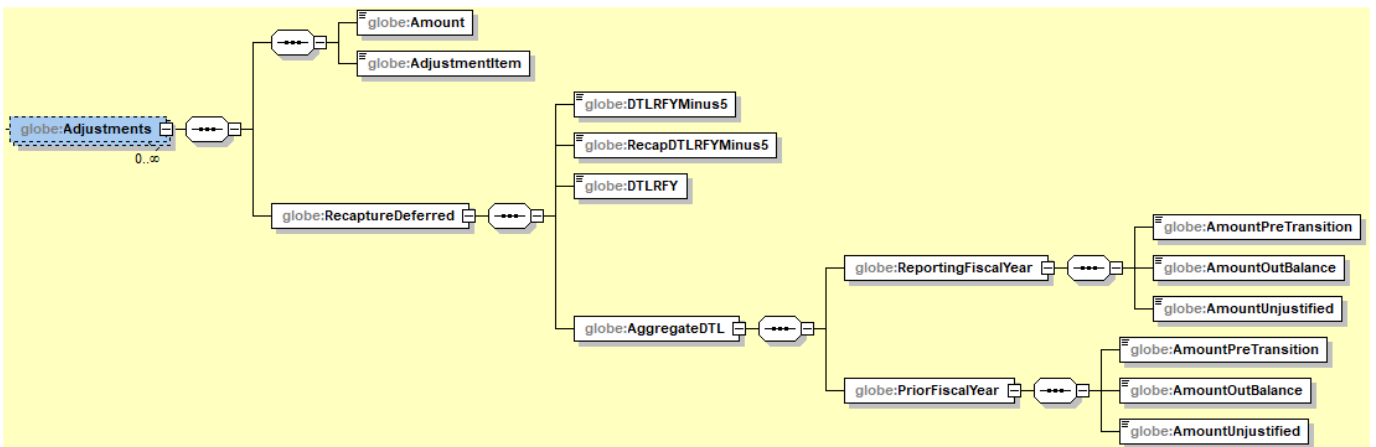 globe:Amount
globe:AdjustmentItem
globe:Adjustments
0..∞
globe:DTLRFYMinus5
globe:RecapDTLRFYMinus5
globe:DTLRFY
globe:RecaptureDeferred
globe:AmountPreTransition
globe:ReportingFiscalYear
globe:AmountOutBalance
globe:AmountUnjustified
globe:AggregateDTL
globe:AmountPreTransition
globe:PriorFiscalYear
globe:AmountOutBalance
globe:AmountUnjustified